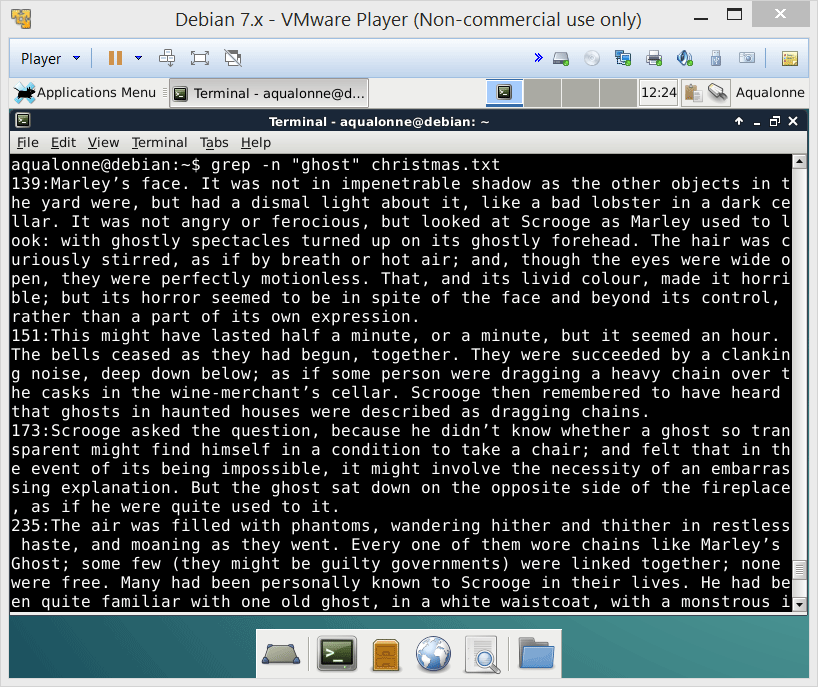 Debian 7.x - VMware Player (Non-commercial use only)
Player
Applications Menu
Terminal - aqualonne@d...
12:24
Aqualonne
Terminal - aqualonne@debian: ~
File Edit View Terminal Tabs Help
aqualonne@debian:~$ grep -n "ghost" christmas.txt
139:Marley’s face. It was not in impenetrable shadow as the other objects in t
he yard were, but had a dismal light about it, like a bad lobster in a dark ce
llar. It was not angry or ferocious, but looked at Scrooge as Marley used to l
ook: with ghostly spectacles turned up on its ghostly forehead. The hair was c
uriously stirred, as if by breath or hot air; and, though the eyes were wide o
pen, they were perfectly motionless. That, and its livid colour, made it horri
ble; but its horror seemed to be in spite of the face and beyond its control,
rather than a part of its own expression.
151:This might have lasted half a minute, or a minute, but it seemed an hour.
The bells ceased as they had begun, together. They were succeeded by a clankin
g noise, deep down below; as if some person were dragging a heavy chain over t
he casks in the wine-merchant’s cellar. Scrooge then remembered to have heard
that ghosts in haunted houses were described as dragging chains.
173:Scrooge asked the question, because he didn’t know whether a ghost so tran
sparent might find himself in a condition to take a chair; and felt that in th
e event of its being impossible, it might involve the necessity of an embarras
sing explanation. But the ghost sat down on the opposite side of the fireplace
, as if he were quite used to it.
235:The air was filled with phantoms, wandering hither and thither in restless
haste, and moaning as they went. Every one of them wore chains like Marley’s
Ghost; some few (they might be guilty governments) were linked together; none
were free. Many had been personally known to Scrooge in their lives. He had be
en quite familiar with one old ghost, in a white waistcoat, with a monstrous i